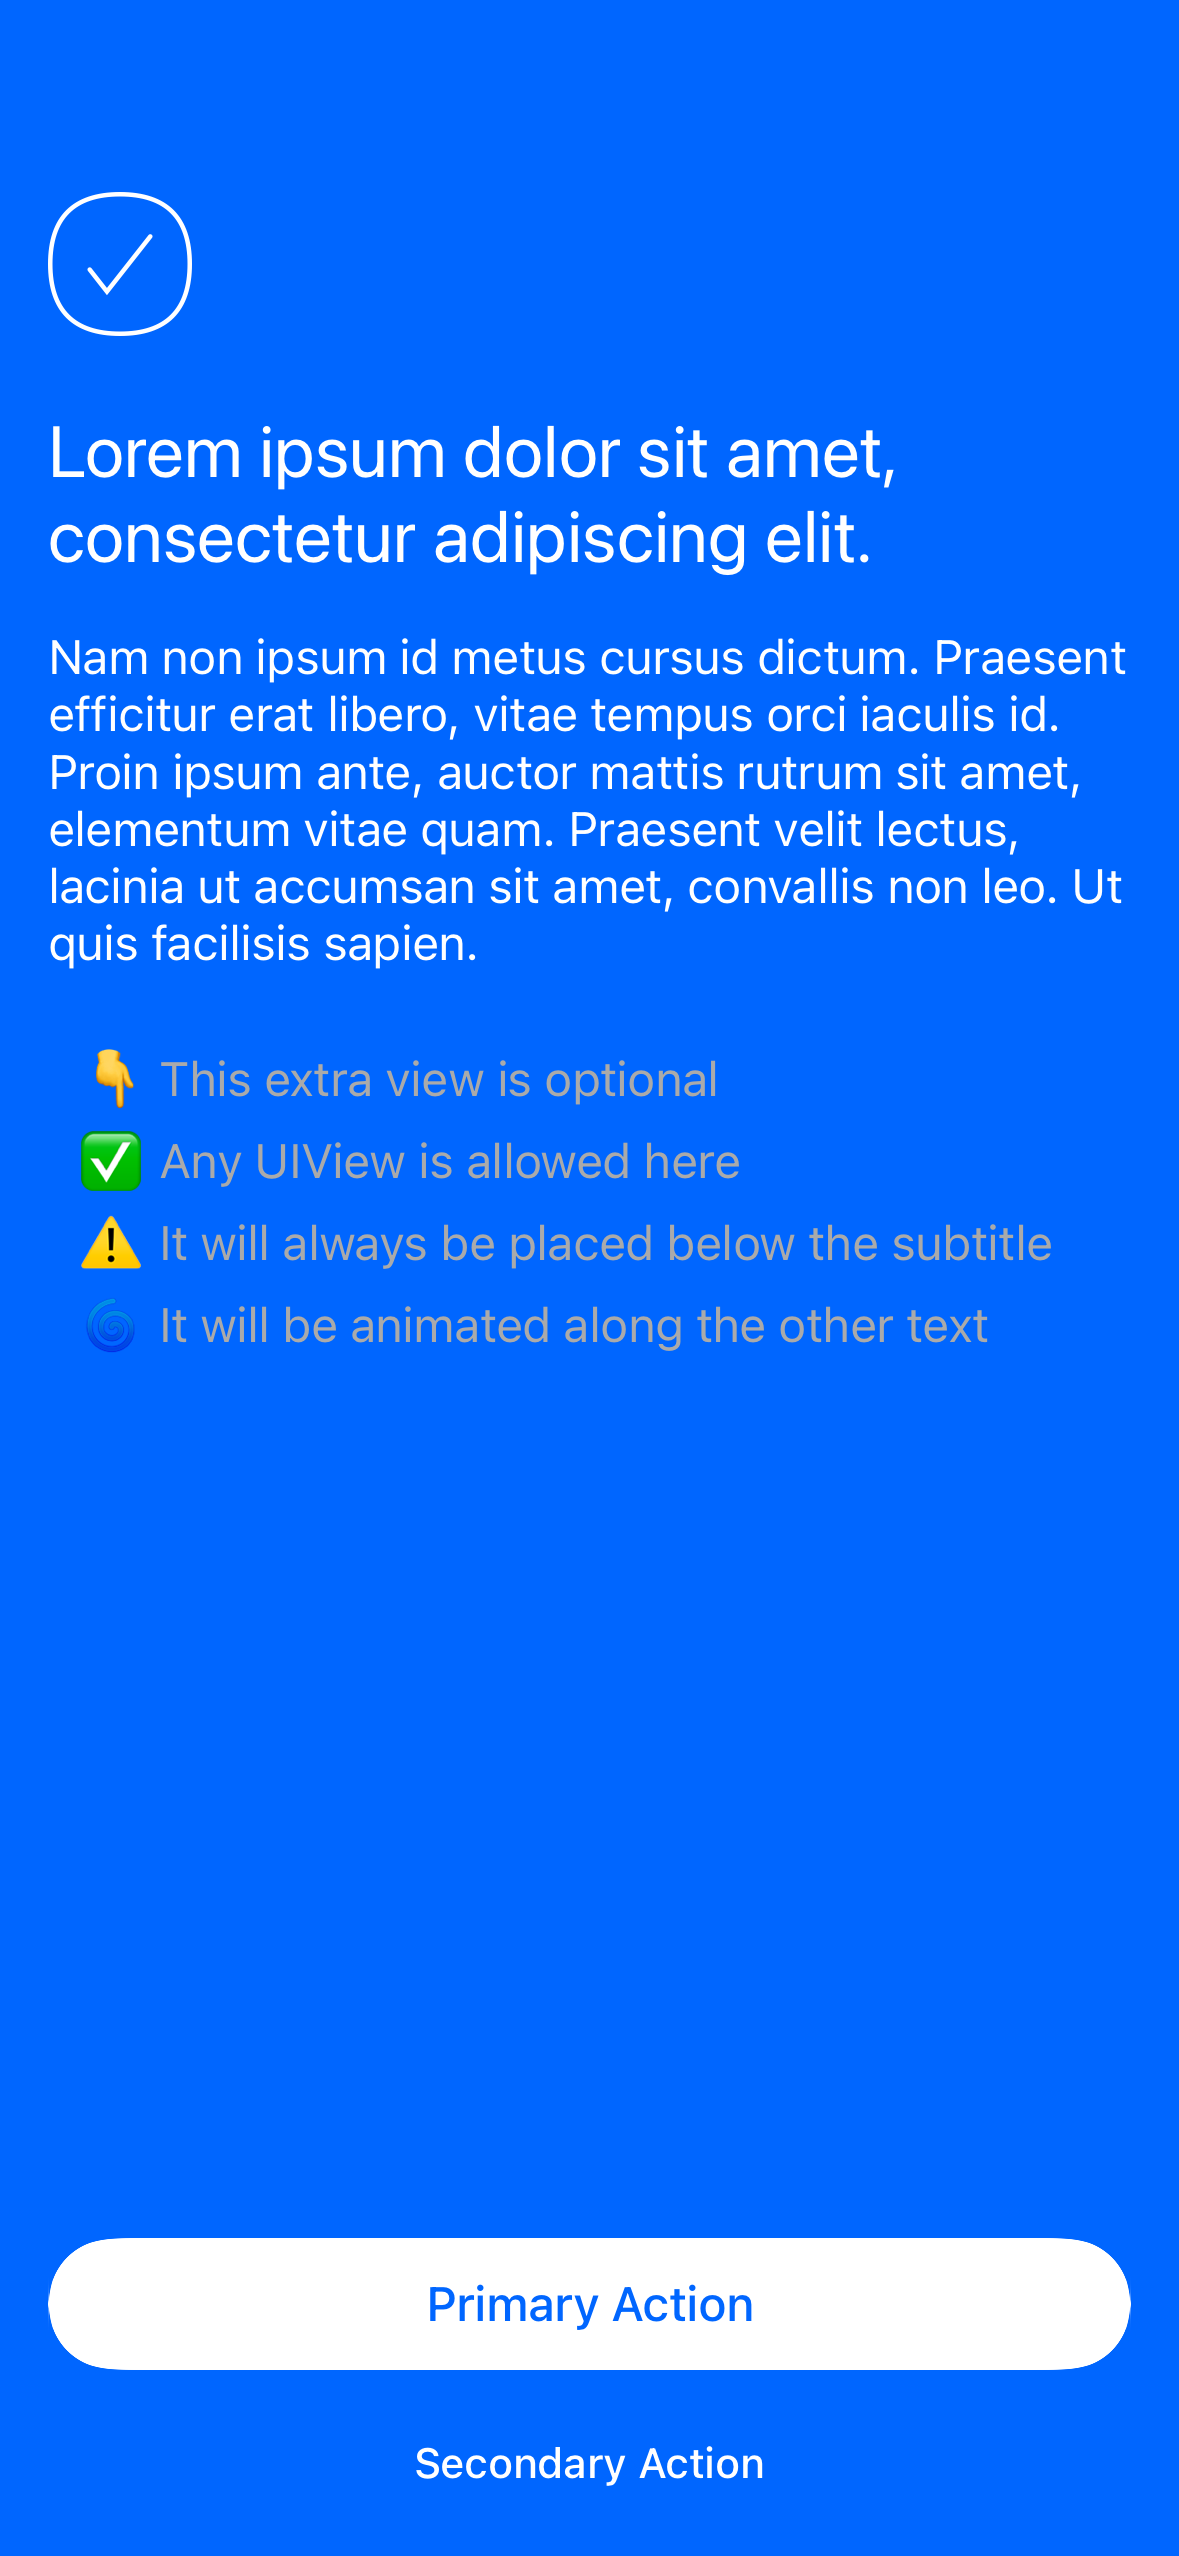 Lorem ipsum dolor sit amet,
consectetur adipiscing elit.
Nam non ipsum id metus cursus dictum. Praesent
efficitur erat libero, vitae tempus orci iaculis id.
Proin ipsum ante, auctor mattis rutrum sit amet,
elementum vitae quam. Praesent velit lectus,
lacinia ut accumsan sit amet, convallis non leo. Ut
quis facilisis sapien.
👇 This extra view is optional
✅ Any UIView is allowed here
⚠️ It will always be placed below the subtitle
🌀 It will be animated along the other text
Primary Action
Secondary Action